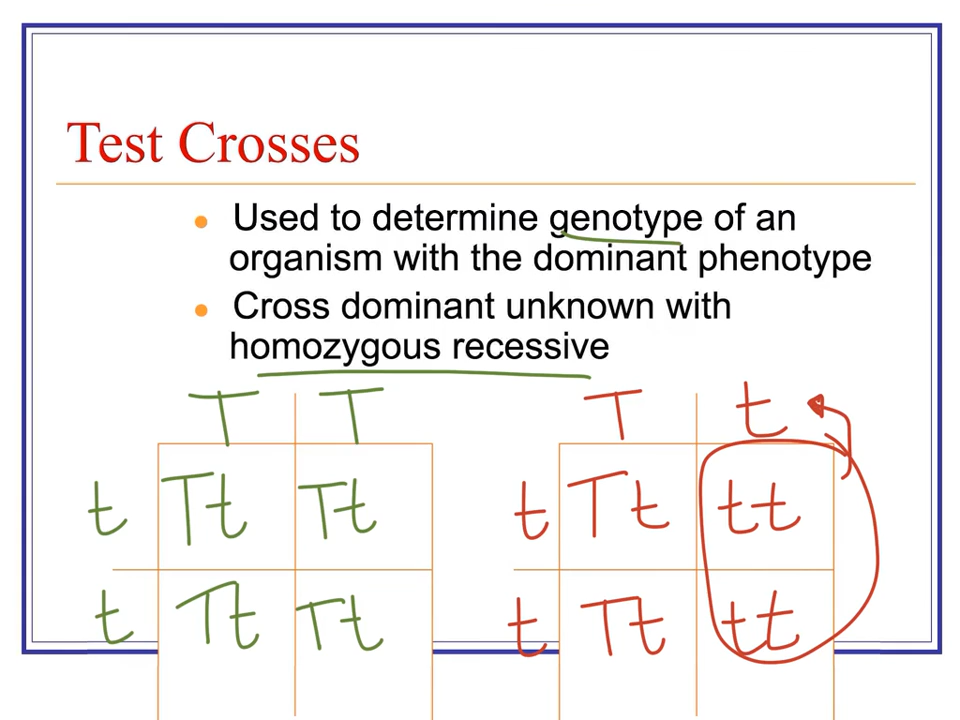 Test Crosses
Used to determine genotype of an
organism with the dominant phenotype
Cross dominant unknown with
homozygous recessive
T T T t
t Tt Tt t Tt tt
t Tt Tt t Tt tt